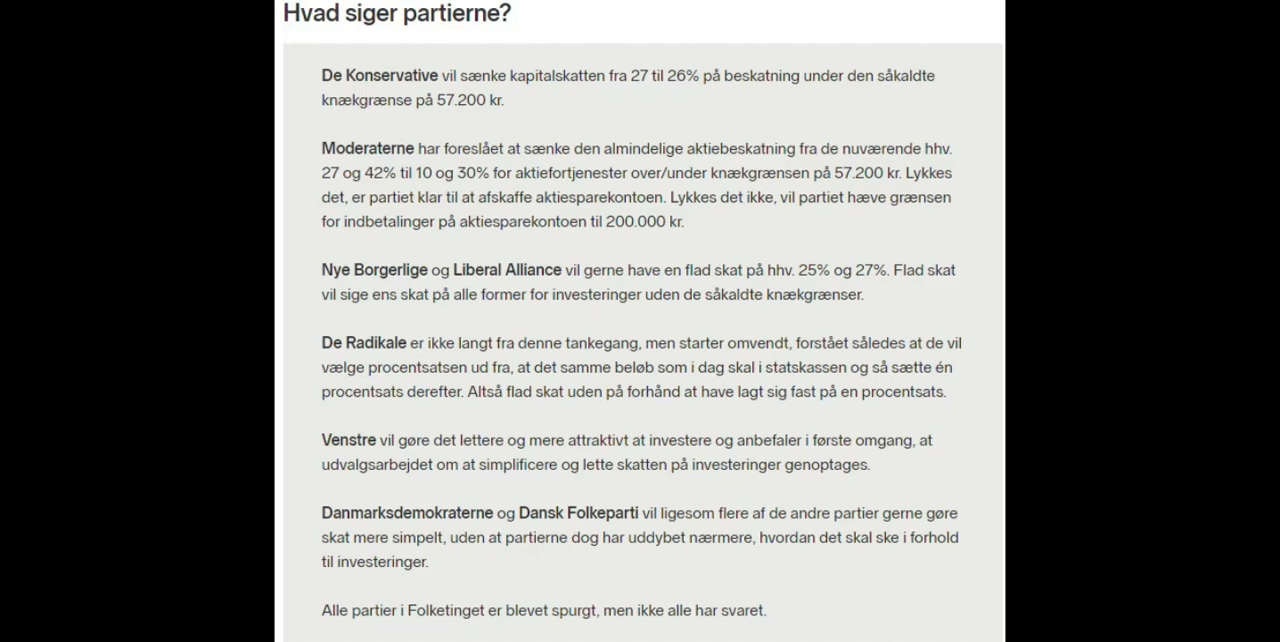 Hvad siger partierne?
De Konservative vil sænke kapitalskatten fra 27 til 26% på beskatning under den såkaldte
knækgrænse på 57.200 kr.
Moderaterne har foreslået at sænke den almindelige aktiebeskatning fra de nuværende hhv.
27 og 42% til 10 og 30% for aktiefortjenester over/under knækgrænsen på 57.200 kr. Lykkes
det, er partiet klar til at afskaffe aktiesparekontoen. Lykkes det ikke, vil partiet hæve grænsen
for indbetalinger på aktiesparekontoen til 200.000 kr.
Nye Borgerlige og Liberal Alliance vil gerne have en flad skat på hhv. 25% og 27%. Flad skat
vil sige ens skat på alle former for investeringer uden de såkaldte knækgrænser.
De Radikale er ikke langt fra denne tankegang, men starter omvendt, forstået således at de vil
vælge procentsatsen ud fra, at det samme beløb som i dag skal i statskassen og så sætte én
procentsats derefter. Altså flad skat uden på forhånd at have lagt sig fast på en procentsats.
Venstre vil gøre det lettere og mere attraktivt at investere og anbefaler i første omgang, at
udvalgsarbejdet om at simplificere og lette skatten på investeringer genoptages.
Danmarksdemokraterne og Dansk Folkeparti vil ligesom flere af de andre partier gerne gøre
skat mere simpelt, uden at partierne dog har uddybet nærmere, hvordan det skal ske i forhold
til investeringer.
Alle partier i Folketinget er blevet spurgt, men ikke alle har svaret.